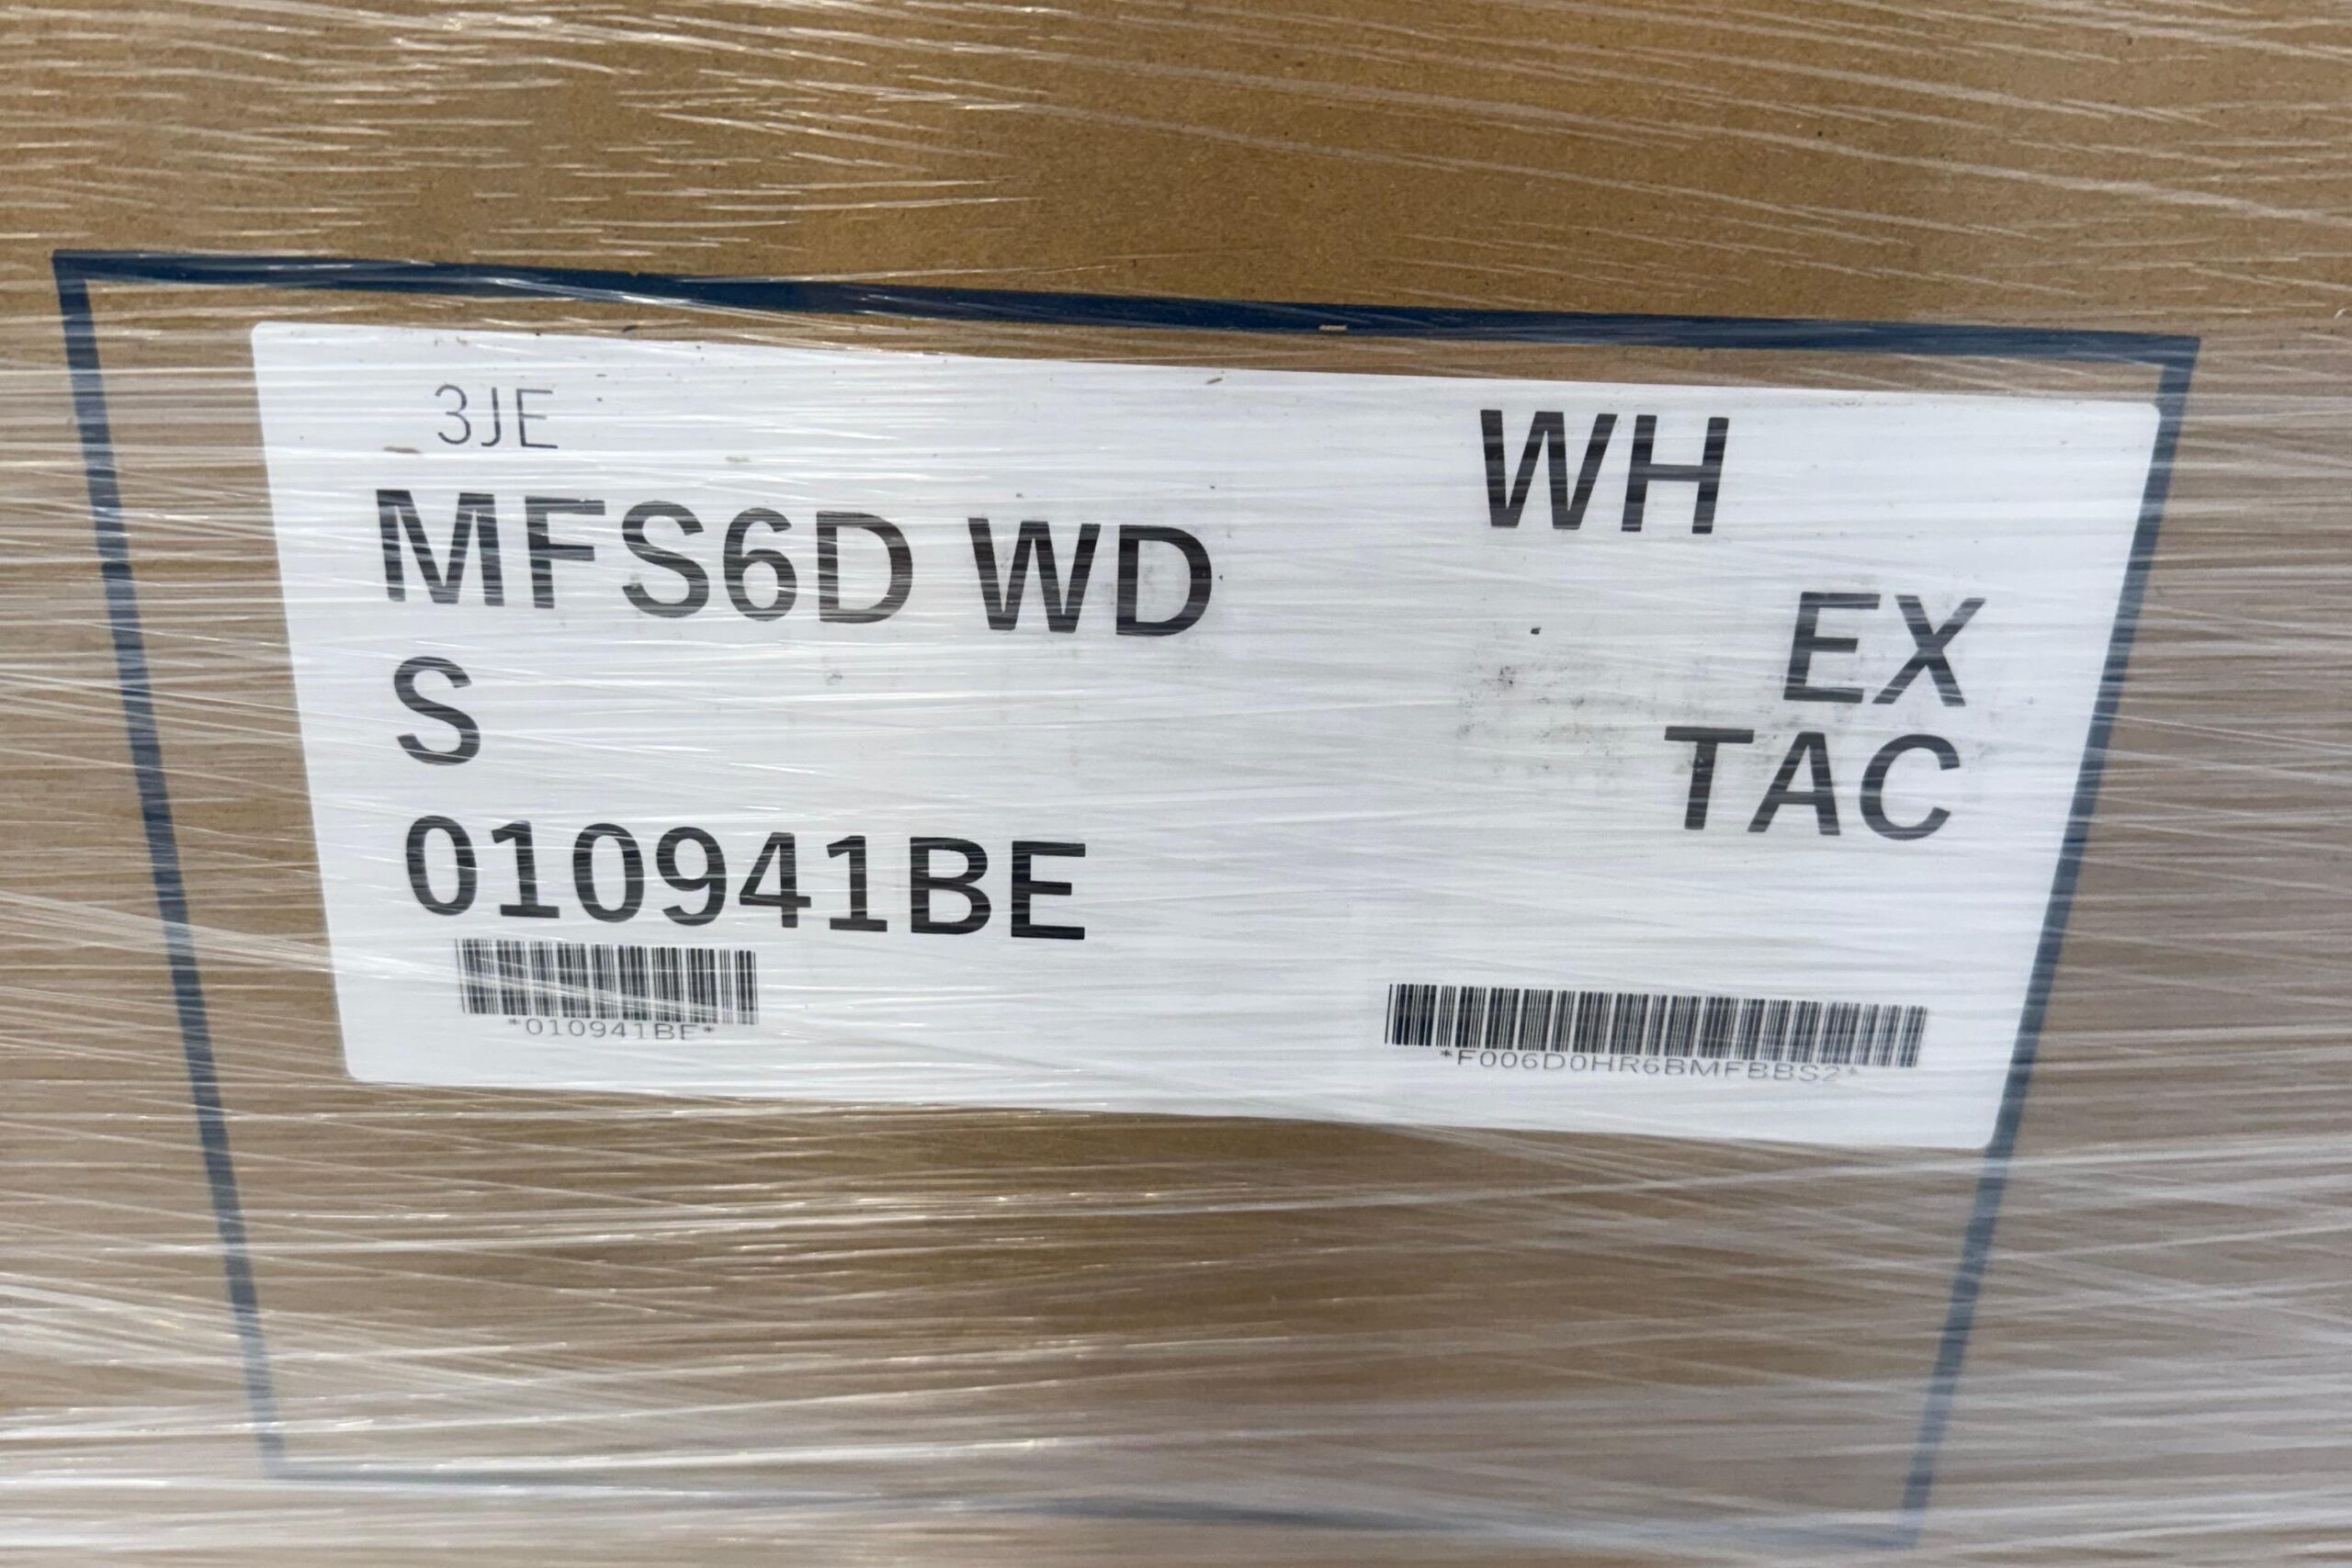 3JE
WH
MFS6D WD
EX
S
TAC
010941BE
*010941BE*
*F006D0HR6BMFBBS2*